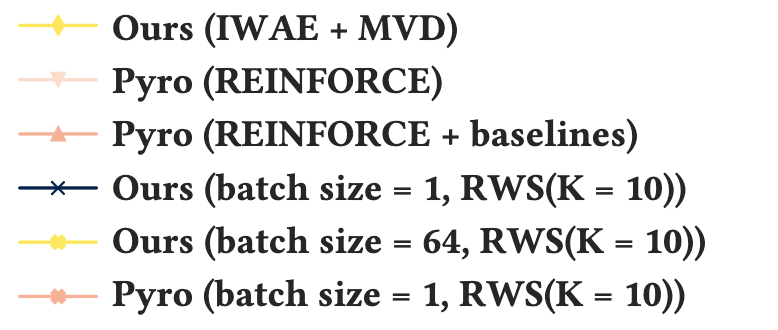 Ours (IWAE + MVD)
Pyro (REINFORCE)
Pyro (REINFORCE + baselines)
Ours (batch size = 1, RWS(K = 10))
Ours (batch size = 64, RWS(K = 10))
Pyro (batch size = 1, RWS(K = 10))